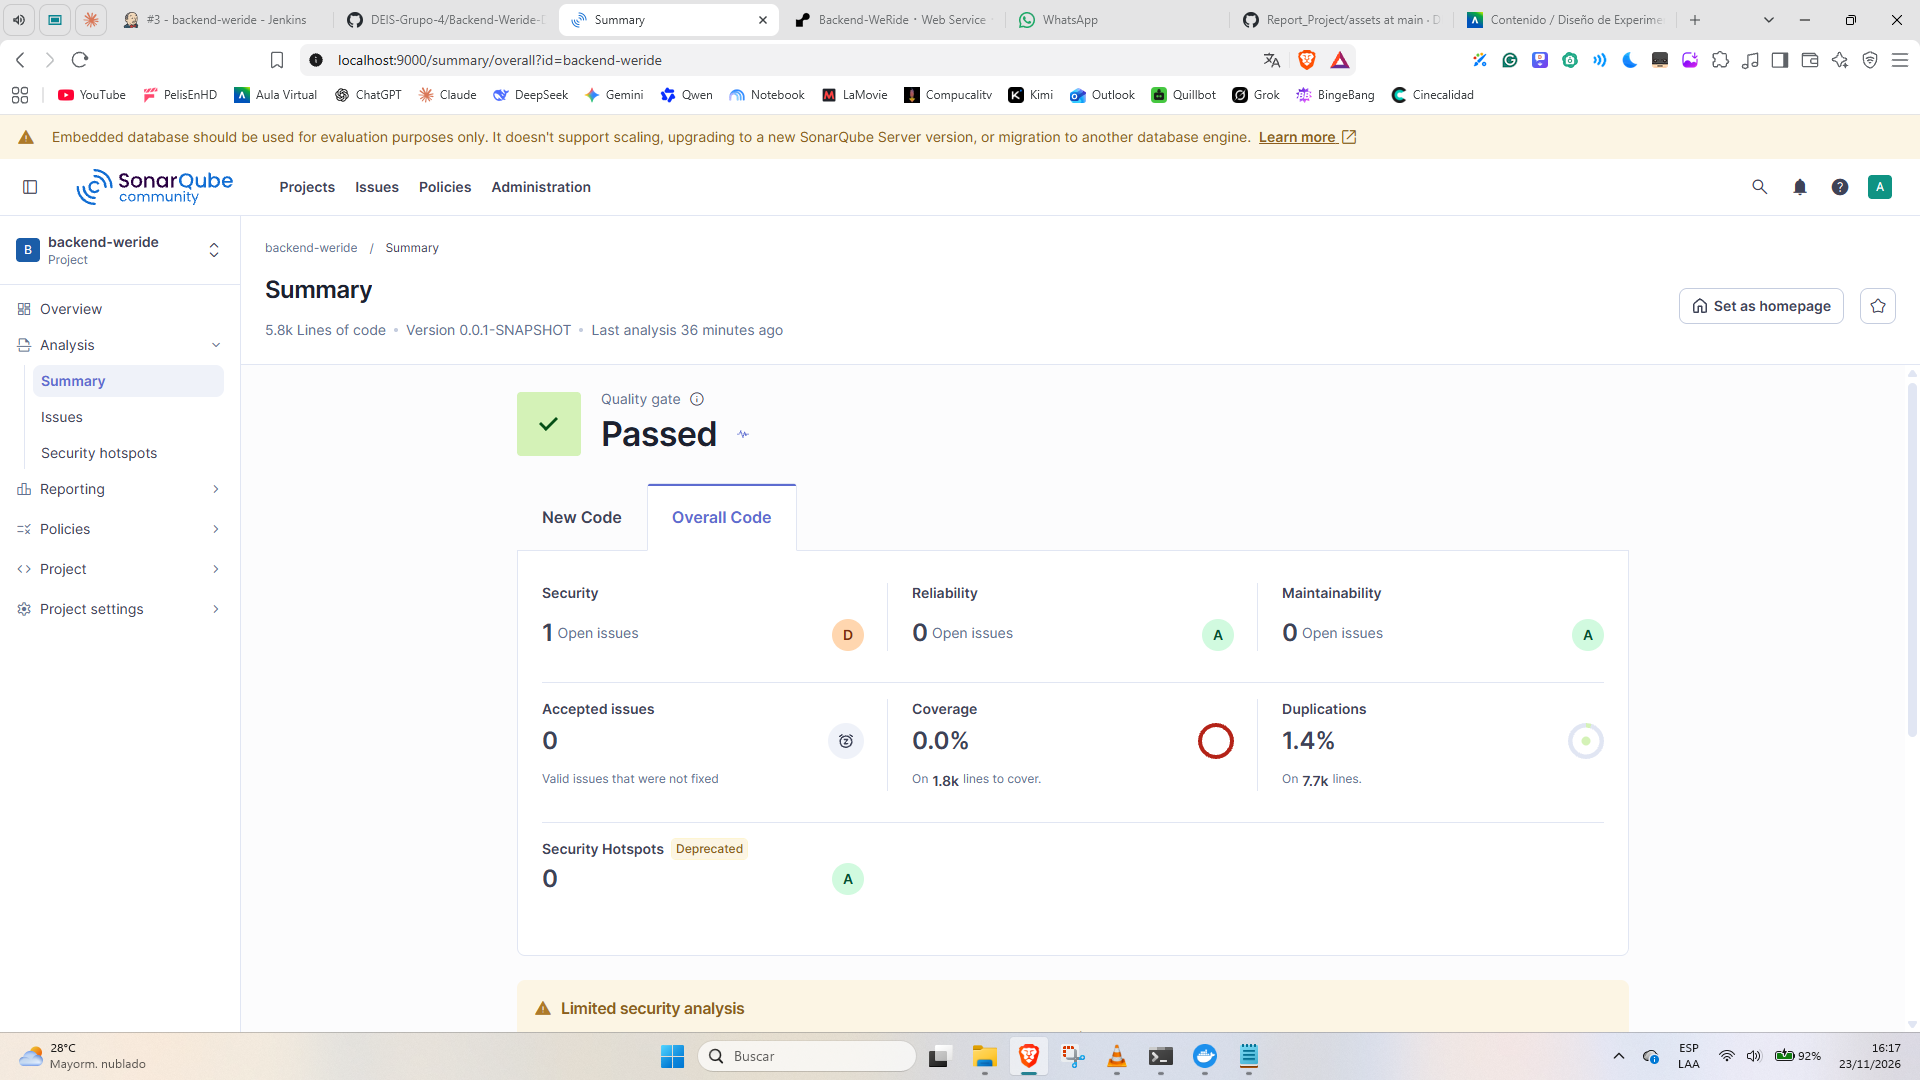 #3 - backend-weride - Jenkins
DEIS-Grupo-4/Backend-Weride-D
Summary
Backend-WeRide · Web Service
WhatsApp
Report_Project/assets at main · D
Contenido / Diseño de Experime
localhost:9000/summary/overall?id=backend-weride
YouTube
PelisEnHD
Aula Virtual
ChatGPT
Claude
DeepSeek
Gemini
Qwen
Notebook
LaMovie
Compucalitv
Kimi
Outlook
Quillbot
Grok
BingeBang
Cinecalidad
Embedded database should be used for evaluation purposes only. It doesn't support scaling, upgrading to a new SonarQube Server version, or migration to another database engine. Learn more
SonarQube
community
Projects
Issues
Policies
Administration
A
B
backend-weride
Project
Overview
Analysis
Summary
Issues
Security hotspots
Reporting
Policies
Project
Project settings
backend-weride / Summary
Summary
5.8k Lines of code • Version 0.0.1-SNAPSHOT • Last analysis 36 minutes ago
Set as homepage
Quality gate
Passed
New Code
Overall Code
Security
1 Open issues
D
Reliability
0 Open issues
A
Maintainability
0 Open issues
A
Accepted issues
0
Valid issues that were not fixed
Coverage
0.0%
On 1.8k lines to cover.
Duplications
1.4%
On 7.7k lines.
Security Hotspots Deprecated
0
A
Limited security analysis
28°C
Mayorm. nublado
Buscar
ESP
LAA
92%
16:17
23/11/2026